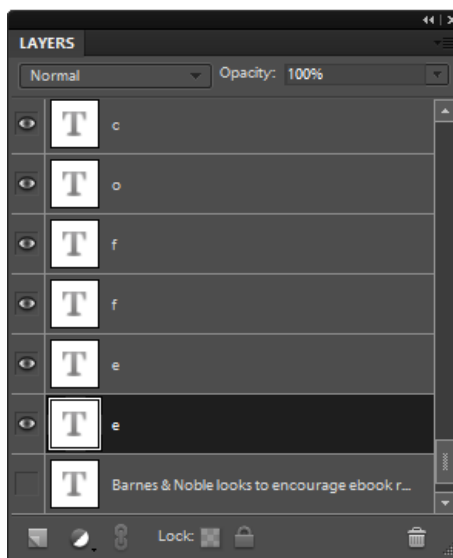 LAYERS
Normal Opacity: 100%
T c
T o
T f
T f
T e
T e
T Barnes & Noble looks to encourage ebook r...
Lock: